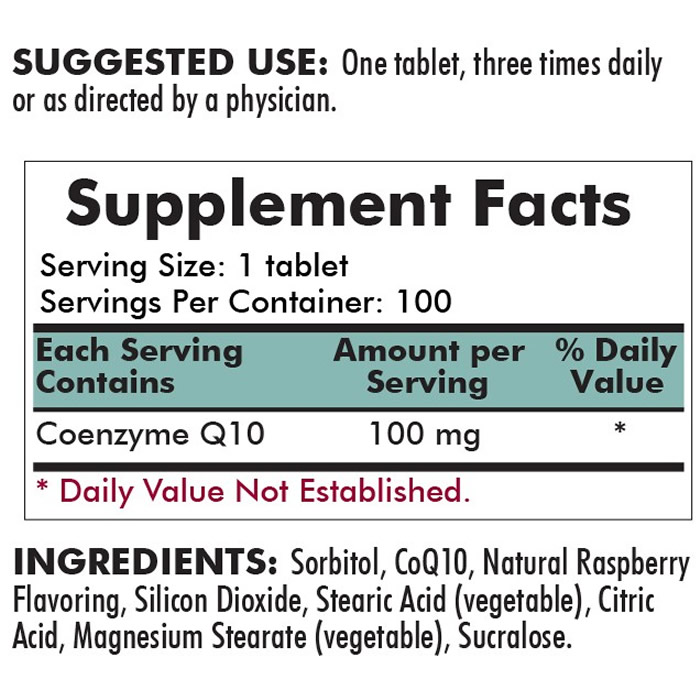 SUGGESTED USE: One tablet, three times daily
or as directed by a physician.
Supplement Facts
Serving Size: 1 tablet
Servings Per Container: 100
Each Serving Contains Amount per Serving % Daily Value
Coenzyme Q10 100 mg *
* Daily Value Not Established.
INGREDIENTS: Sorbitol, CoQ10, Natural Raspberry
Flavoring, Silicon Dioxide, Stearic Acid (vegetable), Citric
Acid, Magnesium Stearate (vegetable), Sucralose.